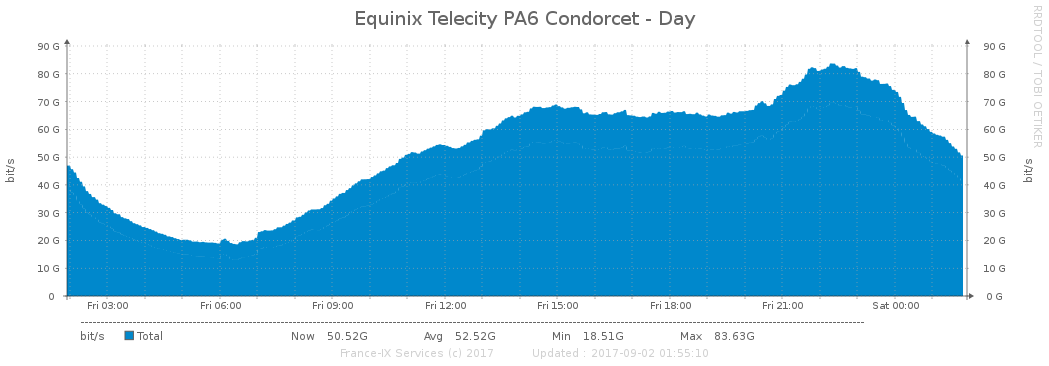 Equinix Telecity PA6 Condorcet - Day
RRDTOOL / TOBI OETIKER
90 G 90 G
80 G 80 G
70 G 70 G
60 G 60 G
50 G 50 G
40 G 40 G
30 G 30 G
20 G 20 G
10 G 10 G
0 0 G
bit/s bit/s
Fri 03:00 Fri 06:00 Fri 09:00 Fri 12:00 Fri 15:00 Fri 18:00 Fri 21:00 Sat 00:00
bit/s Total Now 50.52G Avg 52.52G Min 18.51G Max 83.63G
France-IX Services (c) 2017 Updated : 2017-09-02 01:55:10